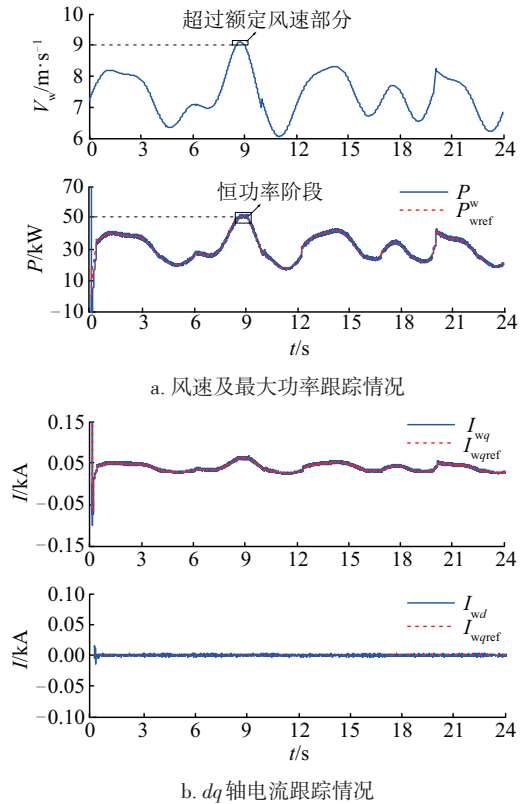 超过额定风速部分
V_w/m·s⁻¹
10
9
8
7
6
0 3 6 9 12 15 18 21 24
恒功率阶段
P/kW
70
50
30
10
−10
P_w
P_wref
0 3 6 9 12 15 18 21 24
t/s
a. 风速及最大功率跟踪情况
I/kA
0.15
0.05
−0.05
−0.15
I_wq
I_wqref
0 3 6 9 12 15 18 21 24
I/kA
0.10
0.05
0.00
−0.05
−0.10
I_wd
I_wqref
0 3 6 9 12 15 18 21 24
t/s
b. dq 轴电流跟踪情况